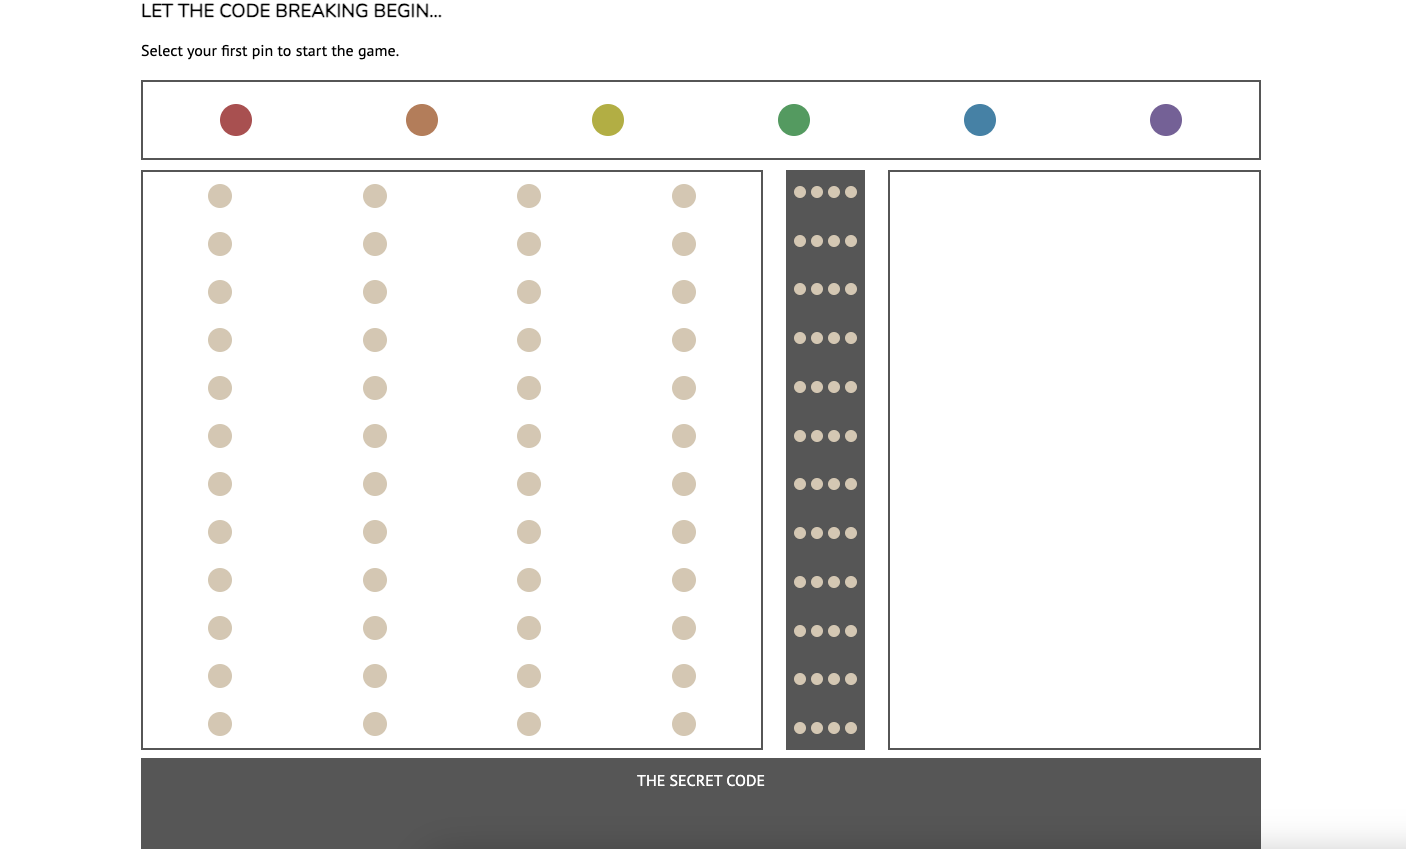 LET THE CODE BREAKING BEGIN...
Select your first pin to start the game.
THE SECRET CODE